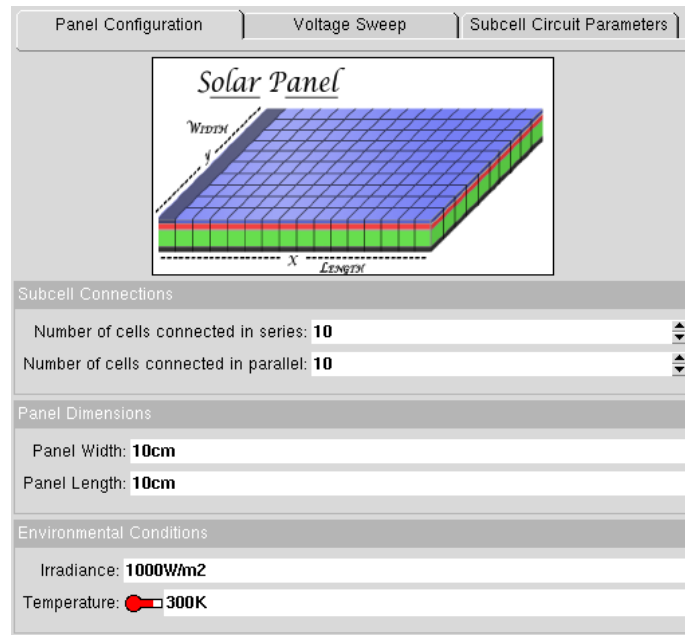 Panel Configuration Voltage Sweep Subcell Circuit Parameters
Solar Panel
WIDTH
y
X
LENGTH
Subcell Connections
Number of cells connected in series: 10
Number of cells connected in parallel: 10
Panel Dimensions
Panel Width: 10cm
Panel Length: 10cm
Environmental Conditions
Irradiance: 1000W/m2
Temperature: 300K